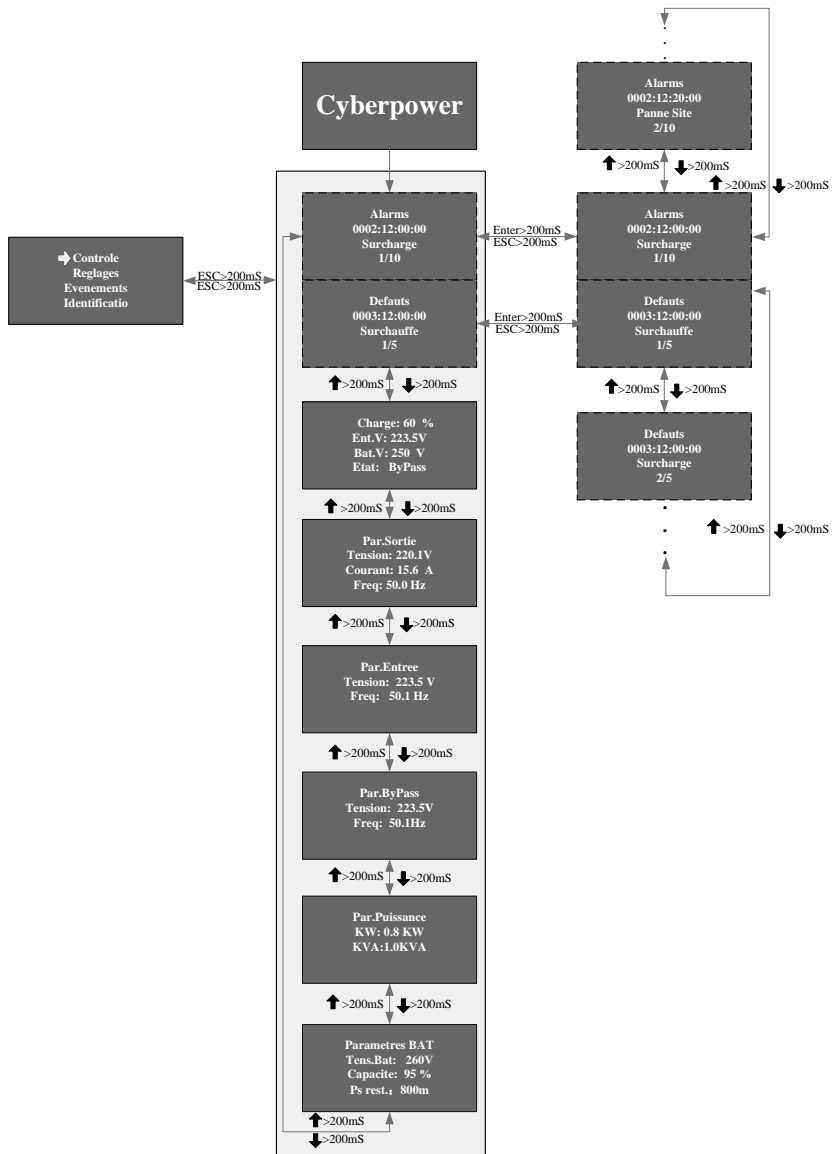 Cyberpower
Alarms
0002:12:20:00
Panne Site
2/10
>200mS >200mS
>200mS >200mS
Controle
Reglages
Evenements
Identificatio
ESC>200mS
ESC>200mS
Alarms
0002:12:00:00
Surcharge
1/10
Enter>200mS
ESC>200mS
Alarms
0002:12:00:00
Surcharge
1/10
Defauts
0003:12:00:00
Surchauffe
1/5
Enter>200mS
ESC>200mS
Defauts
0003:12:00:00
Surchauffe
1/5
>200mS >200mS
>200mS >200mS
Defauts
0003:12:00:00
Surcharge
2/5
>200mS >200mS
Charge: 60 %
Ent.V: 223.5V
Bat.V: 250 V
Etat: ByPass
>200mS >200mS
Par.Sortie
Tension: 220.1V
Courant: 15.6 A
Freq: 50.0 Hz
>200mS >200mS
Par.Entree
Tension: 223.5 V
Freq: 50.1 Hz
>200mS >200mS
Par.ByPass
Tension: 223.5V
Freq: 50.1Hz
>200mS >200mS
Par.Puissance
KW: 0.8 KW
KVA:1.0KVA
>200mS >200mS
Parametres BAT
Tens.Bat: 260V
Capacite: 95 %
Ps rest.: 800m
>200mS
>200mS